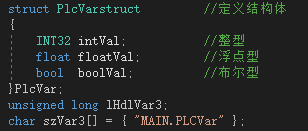 struct PlcVarstruct //定义结构体
{
INT32 intVal; //整型
float floatVal; //浮点型
bool boolVal; //布尔型
}PlcVar;
unsigned long lHdlVar3;
char szVar3[] = { "MAIN.PLCVar" };